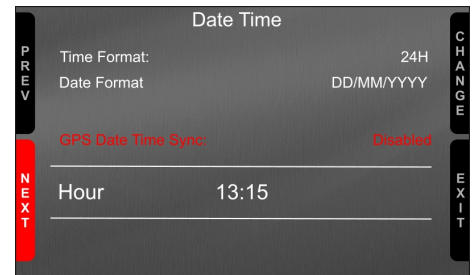 Date Time
PREV
Time Format: 24H
Date Format DD/MM/YYYY
CHANGE
GPS Date Time Sync: Disabled
NEXT
Hour 13:15
EXIT